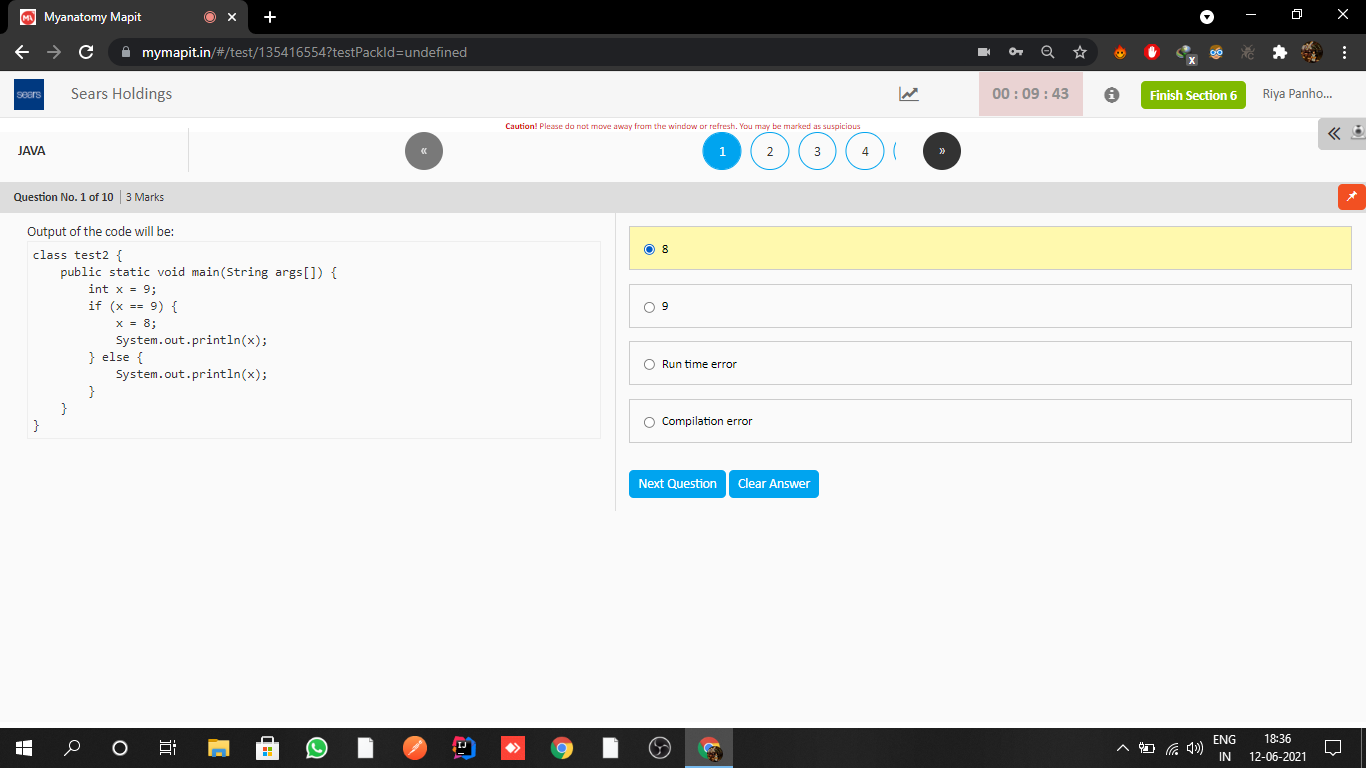 Myanatomy Mapit
mymapit.in/#/test/135416554?testPackId=undefined
sears
Sears Holdings
00 : 09 : 43
Finish Section 6
Riya Panho...
Caution! Please do not move away from the window or refresh, You may be marked as suspicious
JAVA
« 1 2 3 4 »
Question No. 1 of 10 | 3 Marks
Output of the code will be:
class test2 {
    public static void main(String args[]) {
        int x = 9;
        if (x == 9) {
            x = 8;
            System.out.println(x);
        } else {
            System.out.println(x);
        }
    }
}
8
9
Run time error
Compilation error
Next Question
Clear Answer
ENG
IN
18:36
12-06-2021